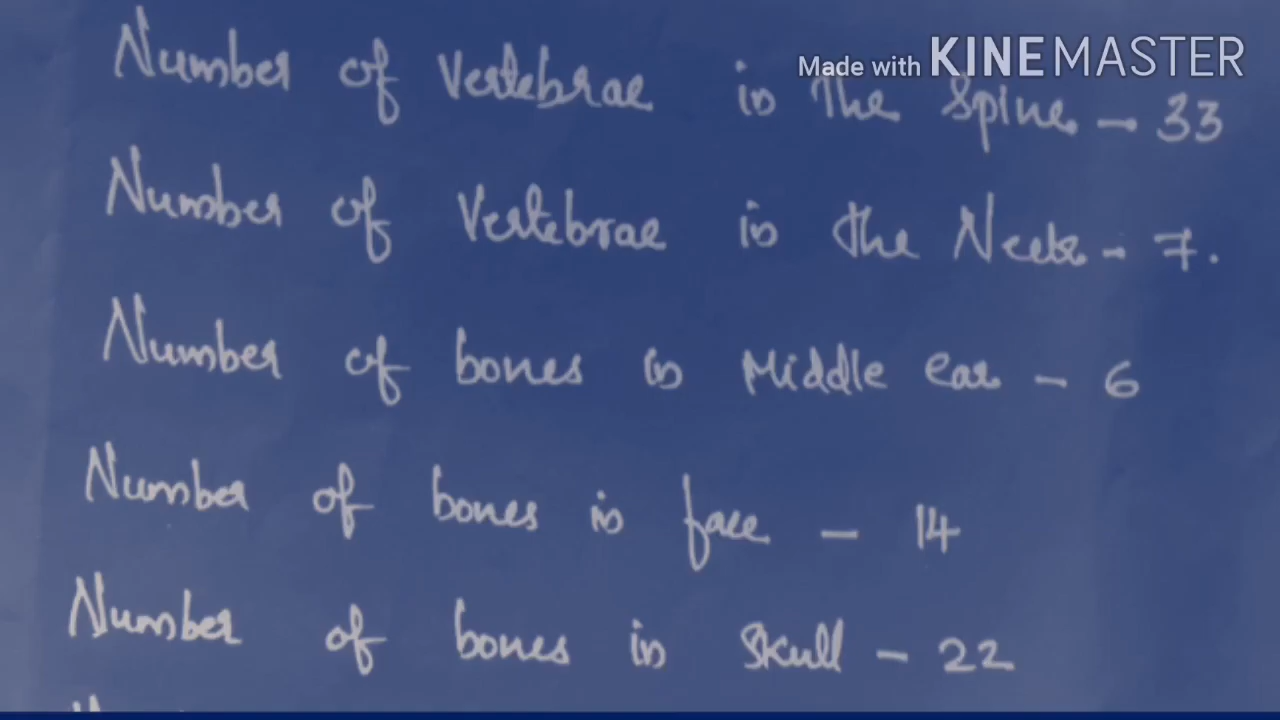 Made with KINEMASTER
Number of Vertebrae in the Spine - 33
Number of Vertebrae in the Neck - 7.
Number of bones in Middle ear - 6
Number of bones in face - 14
Number of bones in Skull - 22